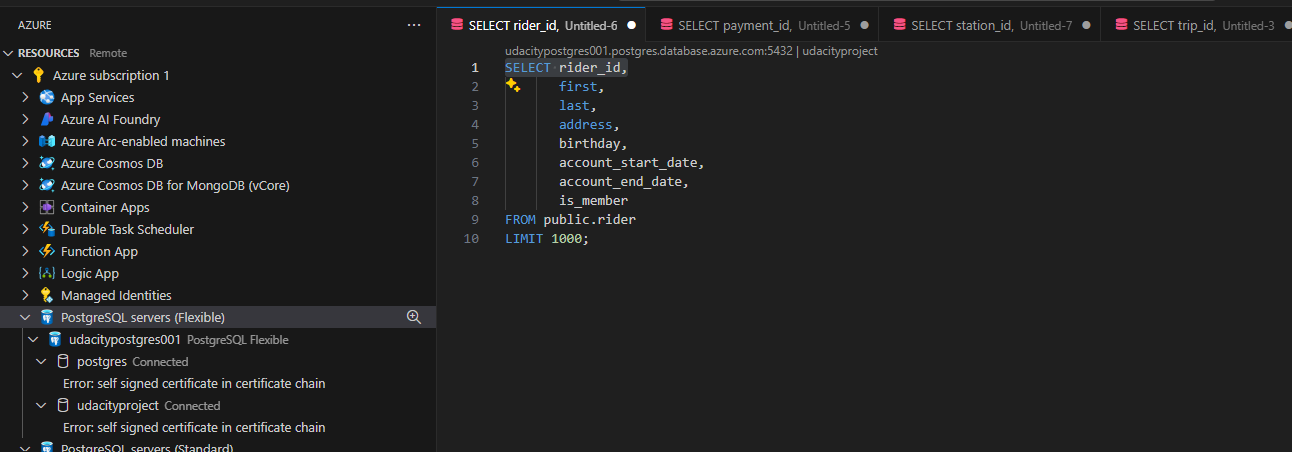 AZURE
RESOURCES Remote
Azure subscription 1
App Services
Azure AI Foundry
Azure Arc-enabled machines
Azure Cosmos DB
Azure Cosmos DB for MongoDB (vCore)
Container Apps
Durable Task Scheduler
Function App
Logic App
Managed Identities
PostgreSQL servers (Flexible)
udacitypostgres001 PostgreSQL Flexible
postgres Connected
Error: self signed certificate in certificate chain
udacityproject Connected
Error: self signed certificate in certificate chain
PostgreSQL servers (Standard)
SELECT rider_id, Untitled-6
SELECT payment_id, Untitled-5
SELECT station_id, Untitled-7
SELECT trip_id, Untitled-3
udacitypostgres001.postgres.database.azure.com:5432 | udacityproject
1 SELECT rider_id,
2 first,
3 last,
4 address,
5 birthday,
6 account_start_date,
7 account_end_date,
8 is_member
9 FROM public.rider
10 LIMIT 1000;